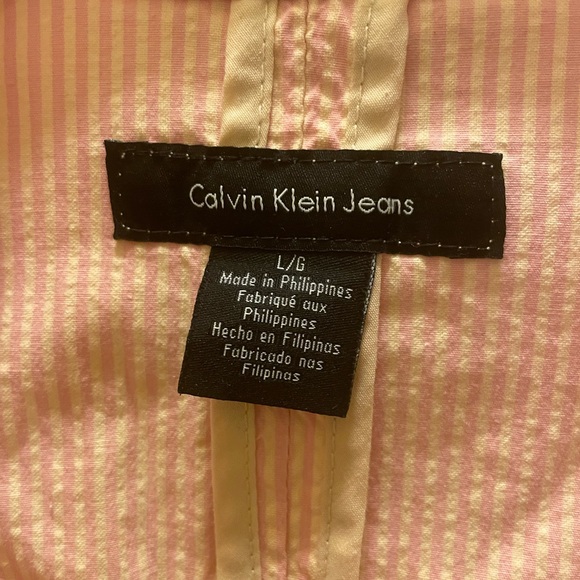 Calvin Klein Jeans
L/G
Made in Philippines
Fabriqué aux
Philippines
Hecho en Filipinas
Fabricado nas
Filipinas